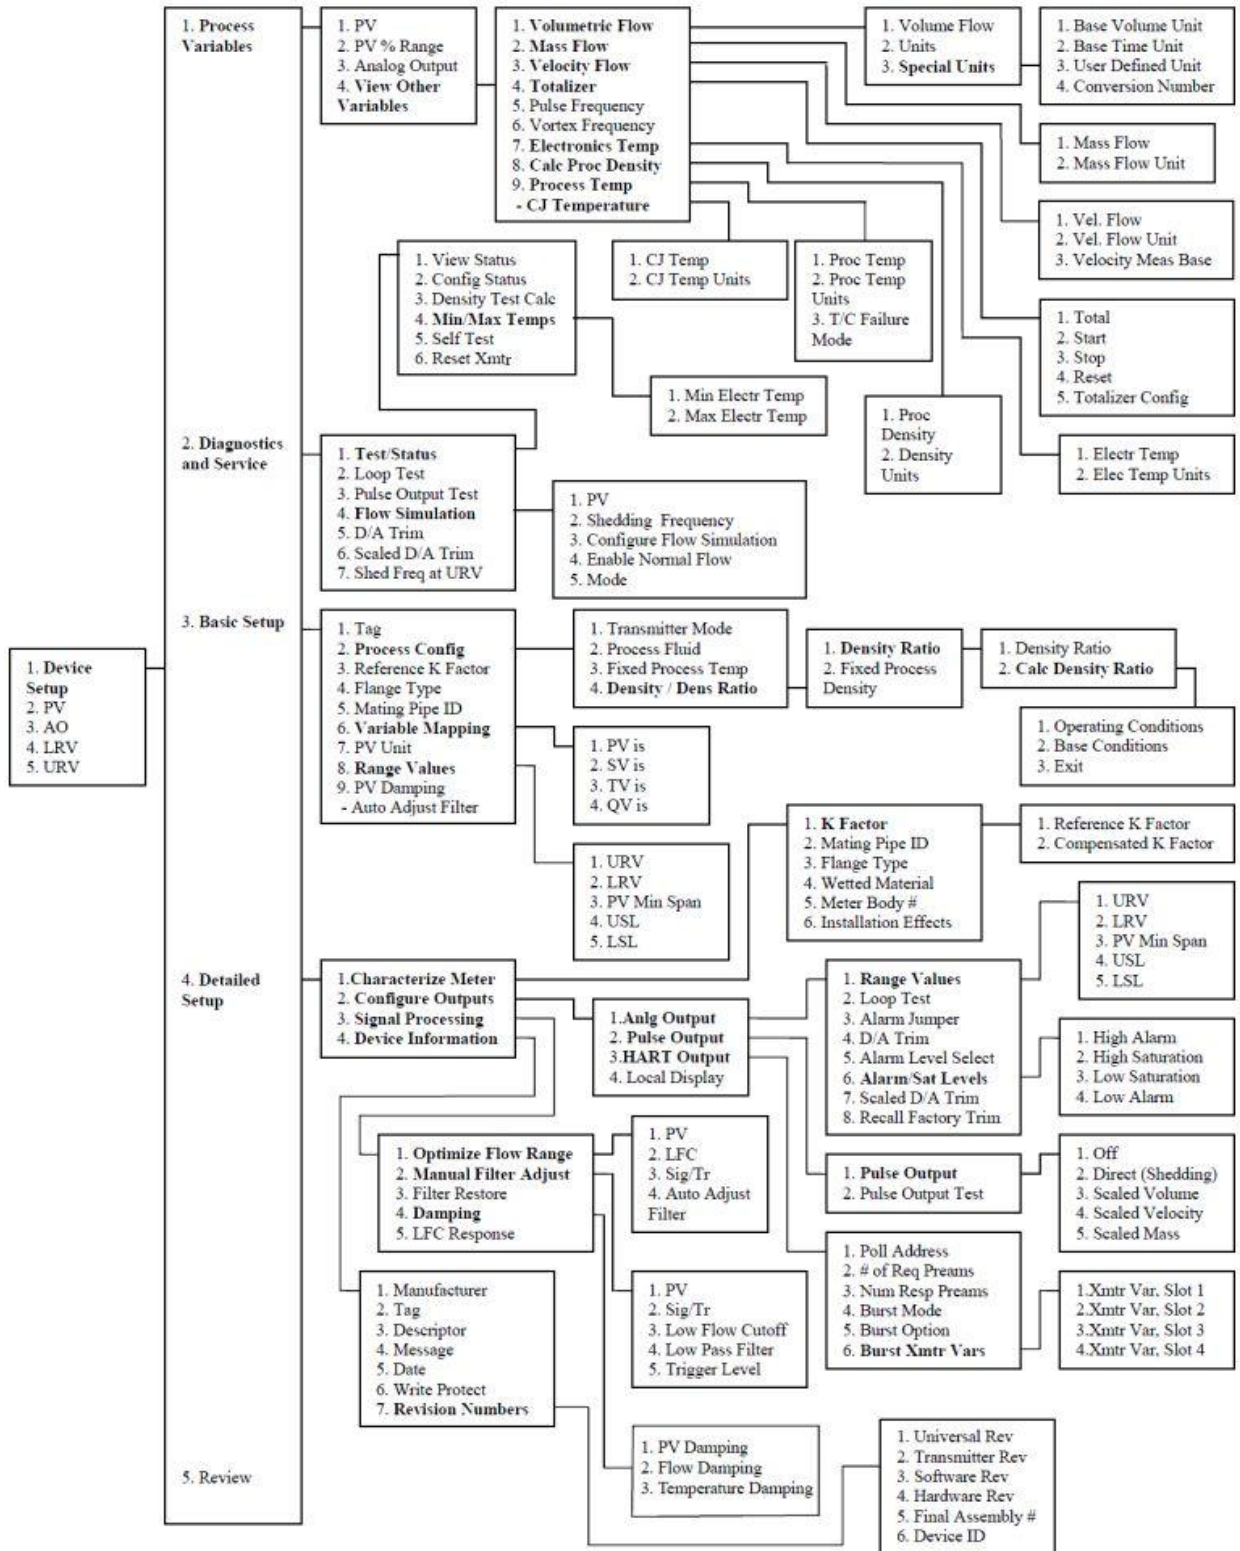 1. Process
Variables
1. PV
2. PV % Range
3. Analog Output
4. View Other
Variables
1. Volumetric Flow
2. Mass Flow
3. Velocity Flow
4. Totalizer
5. Pulse Frequency
6. Vortex Frequency
7. Electronics Temp
8. Calc Proc Density
9. Process Temp
- CJ Temperature
1. Volume Flow
2. Units
3. Special Units
1. Base Volume Unit
2. Base Time Unit
3. User Defined Unit
4. Conversion Number
1. Mass Flow
2. Mass Flow Unit
1. Vel. Flow
2. Vel. Flow Unit
3. Velocity Meas Base
1. View Status
2. Config Status
3. Density Test Calc
4. Min/Max Temps
5. Self Test
6. Reset Xmtr
1. CJ Temp
2. CJ Temp Units
1. Proc Temp
2. Proc Temp
Units
3. T/C Failure
Mode
1. Total
2. Start
3. Stop
4. Reset
5. Totalizer Config
1. Min Electr Temp
2. Max Electr Temp
1. Proc
Density
2. Density
Units
1. Electr Temp
2. Elec Temp Units
2. Diagnostics
and Service
1. Test/Status
2. Loop Test
3. Pulse Output Test
4. Flow Simulation
5. D/A Trim
6. Scaled D/A Trim
7. Shed Freq at URV
1. PV
2. Shedding Frequency
3. Configure Flow Simulation
4. Enable Normal Flow
5. Mode
3. Basic Setup
1. Tag
2. Process Config
3. Reference K Factor
4. Flange Type
5. Mating Pipe ID
6. Variable Mapping
7. PV Unit
8. Range Values
9. PV Damping
- Auto Adjust Filter
1. Transmitter Mode
2. Process Fluid
3. Fixed Process Temp
4. Density / Dens Ratio
1. Density Ratio
2. Fixed Process
Density
1. Density Ratio
2. Calc Density Ratio
1. Operating Conditions
2. Base Conditions
3. Exit
1. Device
Setup
2. PV
3. AO
4. LRV
5. URV
1. PV is
2. SV is
3. TV is
4. QV is
1. URV
2. LRV
3. PV Min Span
4. USL
5. LSL
1. K Factor
2. Mating Pipe ID
3. Flange Type
4. Wetted Material
5. Meter Body #
6. Installation Effects
1. Reference K Factor
2. Compensated K Factor
4. Detailed
Setup
1.Characterize Meter
2. Configure Outputs
3. Signal Processing
4. Device Information
1.Anlg Output
2. Pulse Output
3.HART Output
4. Local Display
1. Range Values
2. Loop Test
3. Alarm Jumper
4. D/A Trim
5. Alarm Level Select
6. Alarm/Sat Levels
7. Scaled D/A Trim
8. Recall Factory Trim
1. URV
2. LRV
3. PV Min Span
4. USL
5. LSL
1. High Alarm
2. High Saturation
3. Low Saturation
4. Low Alarm
1. Optimize Flow Range
2. Manual Filter Adjust
3. Filter Restore
4. Damping
5. LFC Response
1. PV
2. LFC
3. Sig/Tr
4. Auto Adjust
Filter
1. Pulse Output
2. Pulse Output Test
1. Off
2. Direct (Shedding)
3. Scaled Volume
4. Scaled Velocity
5. Scaled Mass
1. Manufacturer
2. Tag
3. Descriptor
4. Message
5. Date
6. Write Protect
7. Revision Numbers
1. PV
2. Sig/Tr
3. Low Flow Cutoff
4. Low Pass Filter
5. Trigger Level
1. Poll Address
2. # of Req Preams
3. Num Resp Preams
4. Burst Mode
5. Burst Option
6. Burst Xmtr Vars
1.Xmtr Var, Slot 1
2.Xmtr Var, Slot 2
3.Xmtr Var, Slot 3
4.Xmtr Var, Slot 4
5. Review
1. PV Damping
2. Flow Damping
3. Temperature Damping
1. Universal Rev
2. Transmitter Rev
3. Software Rev
4. Hardware Rev
5. Final Assembly #
6. Device ID